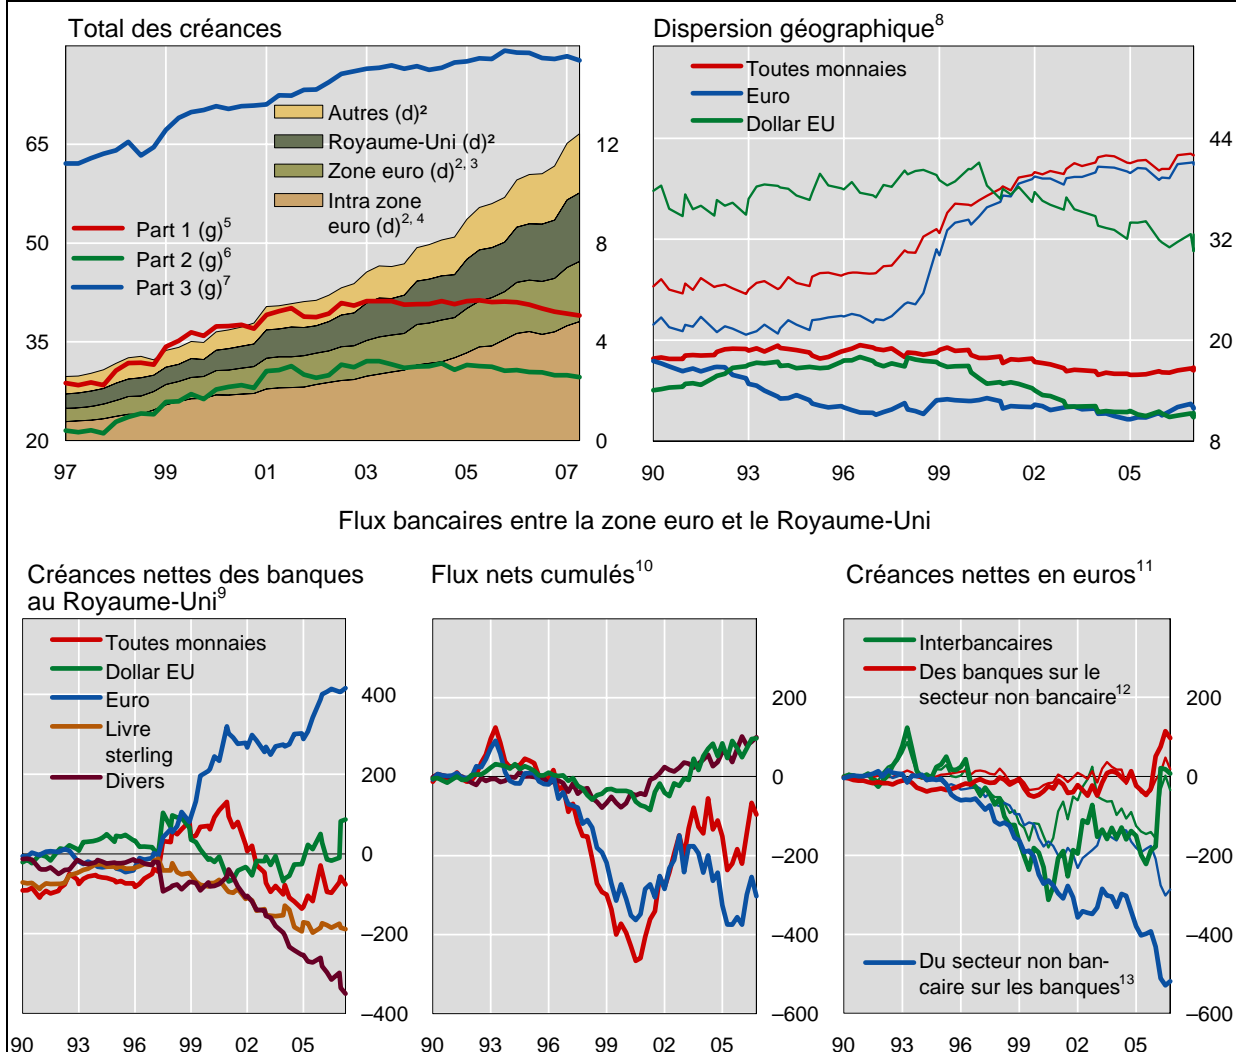 Total des créances
Autres (d)²
Royaume-Uni (d)²
Zone euro (d)2, 3
Intra zone
euro (d)2, 4
Part 1 (g)5
Part 2 (g)6
Part 3 (g)7
65
50
35
20
12
8
4
0
97 99 01 03 05 07
Dispersion géographique8
Toutes monnaies
Euro
Dollar EU
44
32
20
8
90 93 96 99 02 05
Flux bancaires entre la zone euro et le Royaume-Uni
Créances nettes des banques
au Royaume-Uni9
Toutes monnaies
Dollar EU
Euro
Livre
sterling
Divers
400
200
0
–200
–400
90 93 96 99 02 05
Flux nets cumulés10
200
0
–200
–400
–600
90 93 96 99 02 05
Créances nettes en euros11
Interbancaires
Des banques sur le
secteur non bancaire12
Du secteur non ban-
caire sur les banques13
200
0
–200
–400
–600
90 93 96 99 02 05